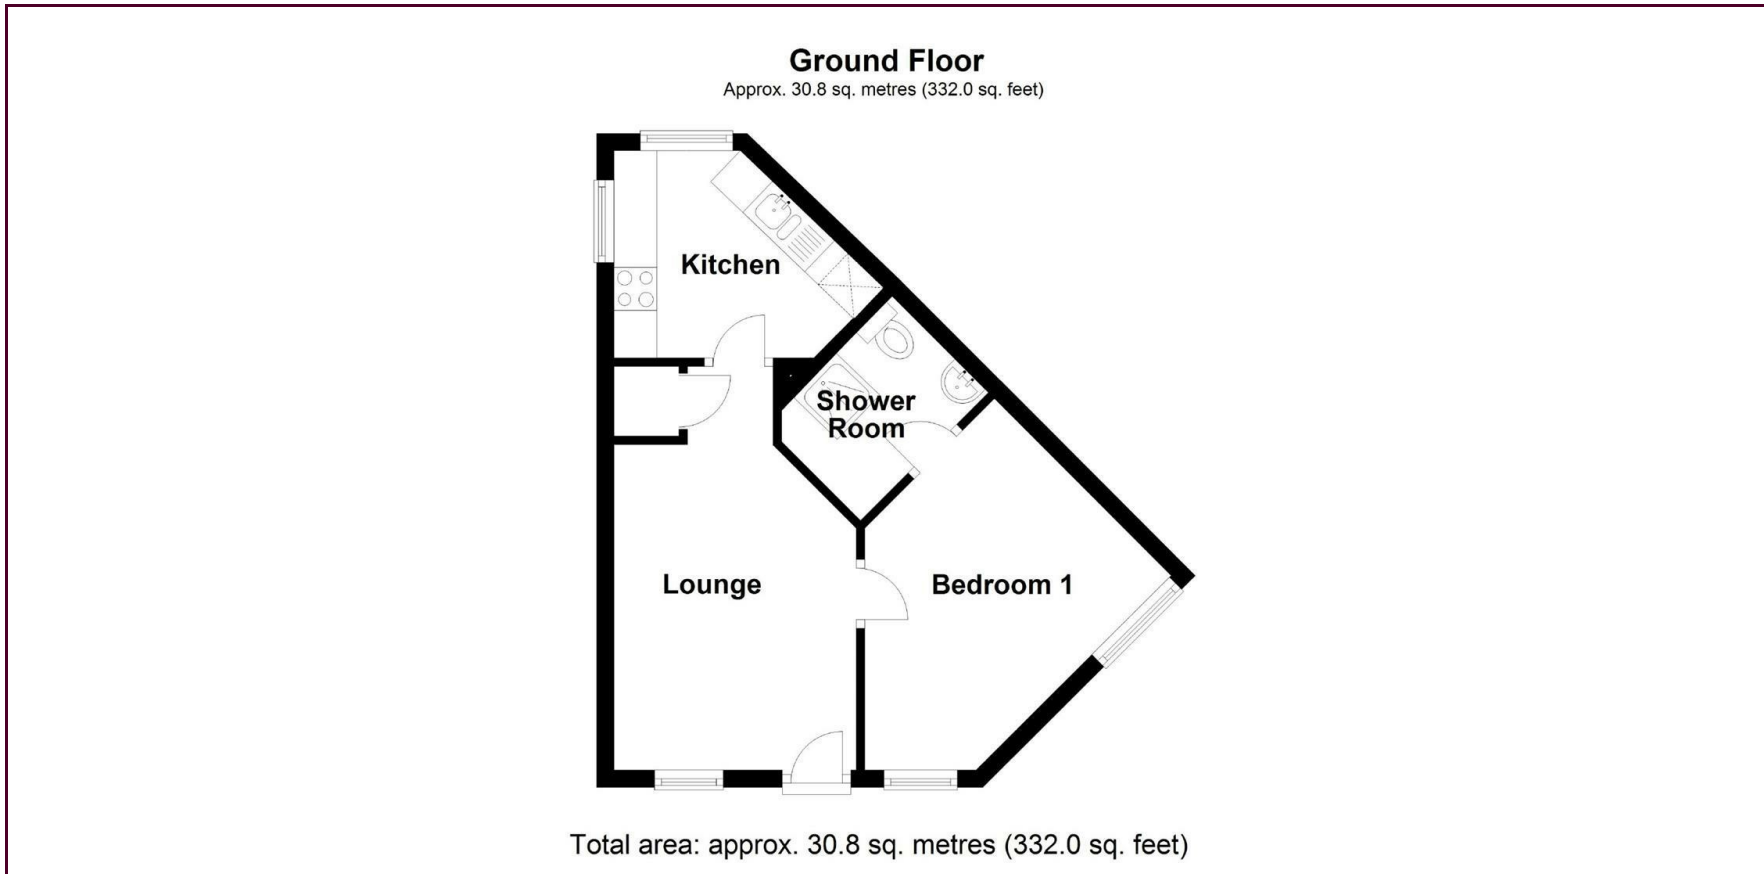 Ground Floor
Approx. 30.8 sq. metres (332.0 sq. feet)
Kitchen
Shower
Room
Lounge
Bedroom 1
Total area: approx. 30.8 sq. metres (332.0 sq. feet)